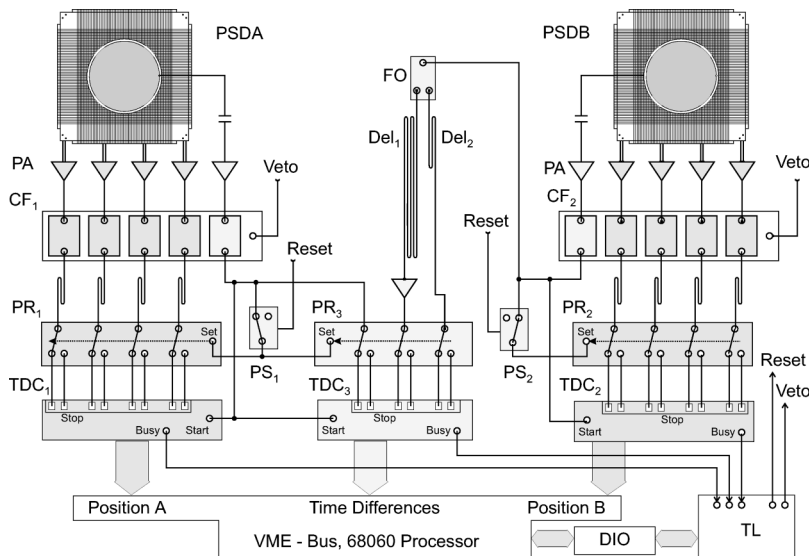 PSDA
PSDB
FO
Del1
Del2
PA
Veto
PA
Veto
CF1
CF2
Reset
Reset
PR1
Set
PR3
Set
PR2
Set
PS1
PS2
Reset
TDC1
TDC3
TDC2
Veto
Stop
Start
Busy
Stop
Start
Busy
Stop
Start
Busy
Position A
Time Differences
Position B
VME - Bus, 68060 Processor
DIO
TL